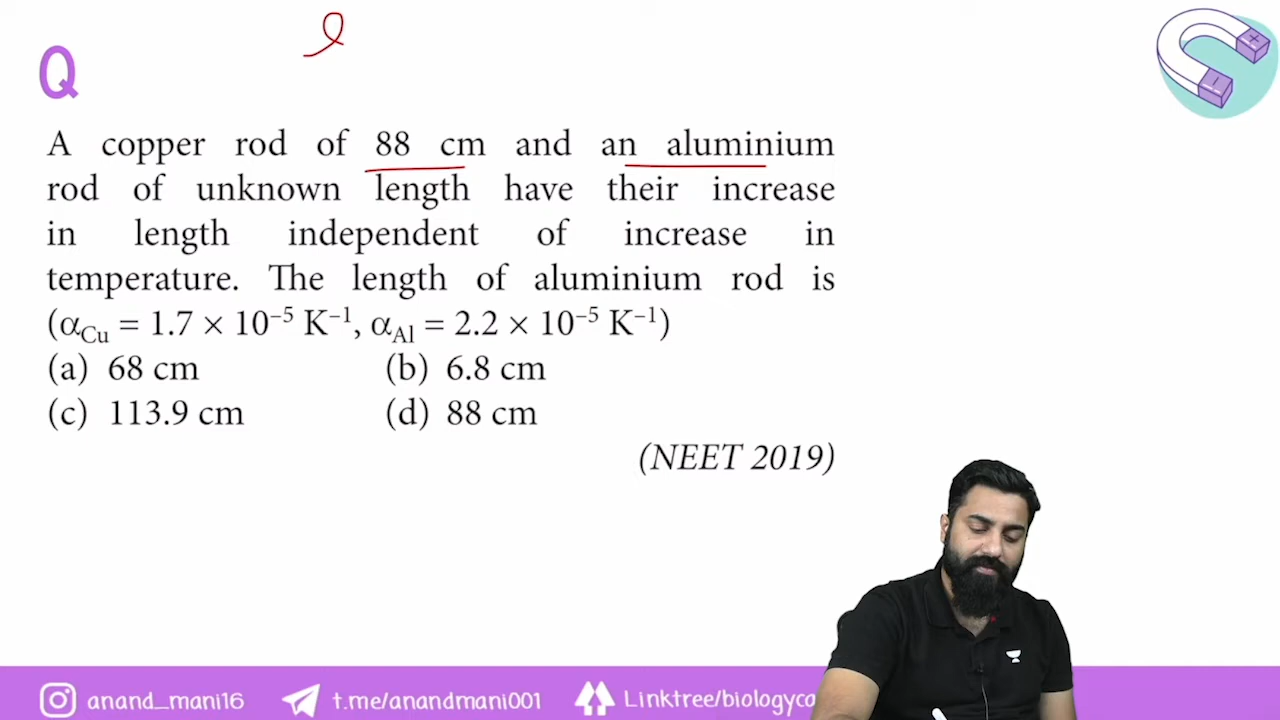 l
Q
A copper rod of 88 cm and an aluminium
rod of unknown length have their increase
in length independent of increase in
temperature. The length of aluminium rod is
(αCu = 1.7 × 10⁻⁵ K⁻¹, αAl = 2.2 × 10⁻⁵ K⁻¹)
(a) 68 cm (b) 6.8 cm
(c) 113.9 cm (d) 88 cm
(NEET 2019)
anand_mani16 t.me/anandmani001 Linktree/biologyco